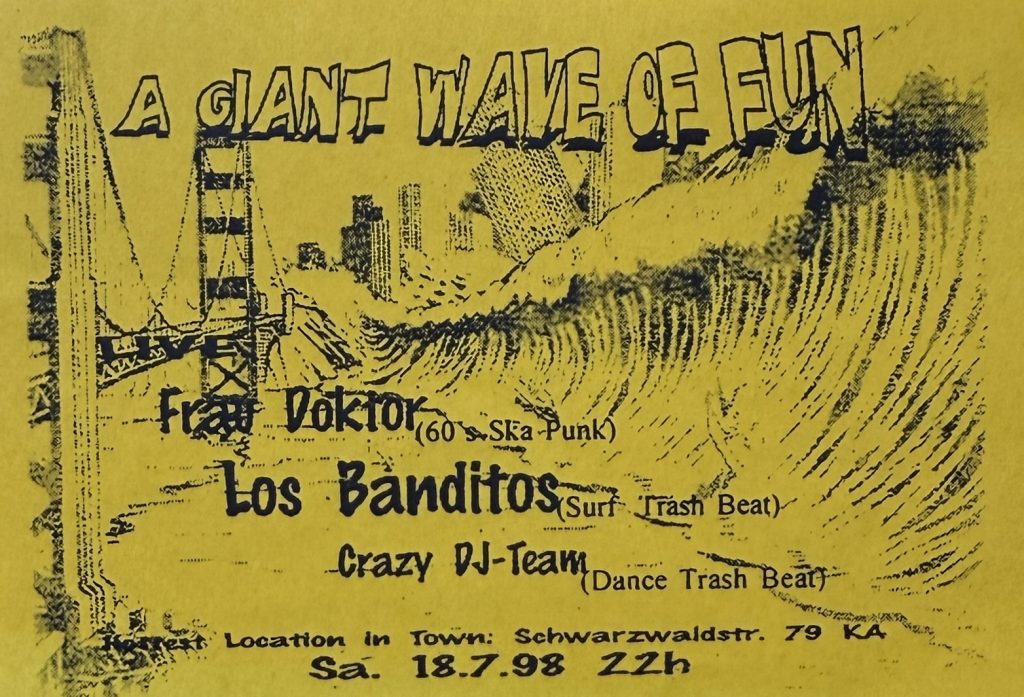 A GIANT WAVE OF FUN
LIVE
Frau Doktor (60's Ska Punk)
Los Banditos (Surf Trash Beat)
Crazy DJ-Team (Dance Trash Beat)
Hottest Location in Town: Schwarzwaldstr. 79 KA
Sa. 18.7.98 22h